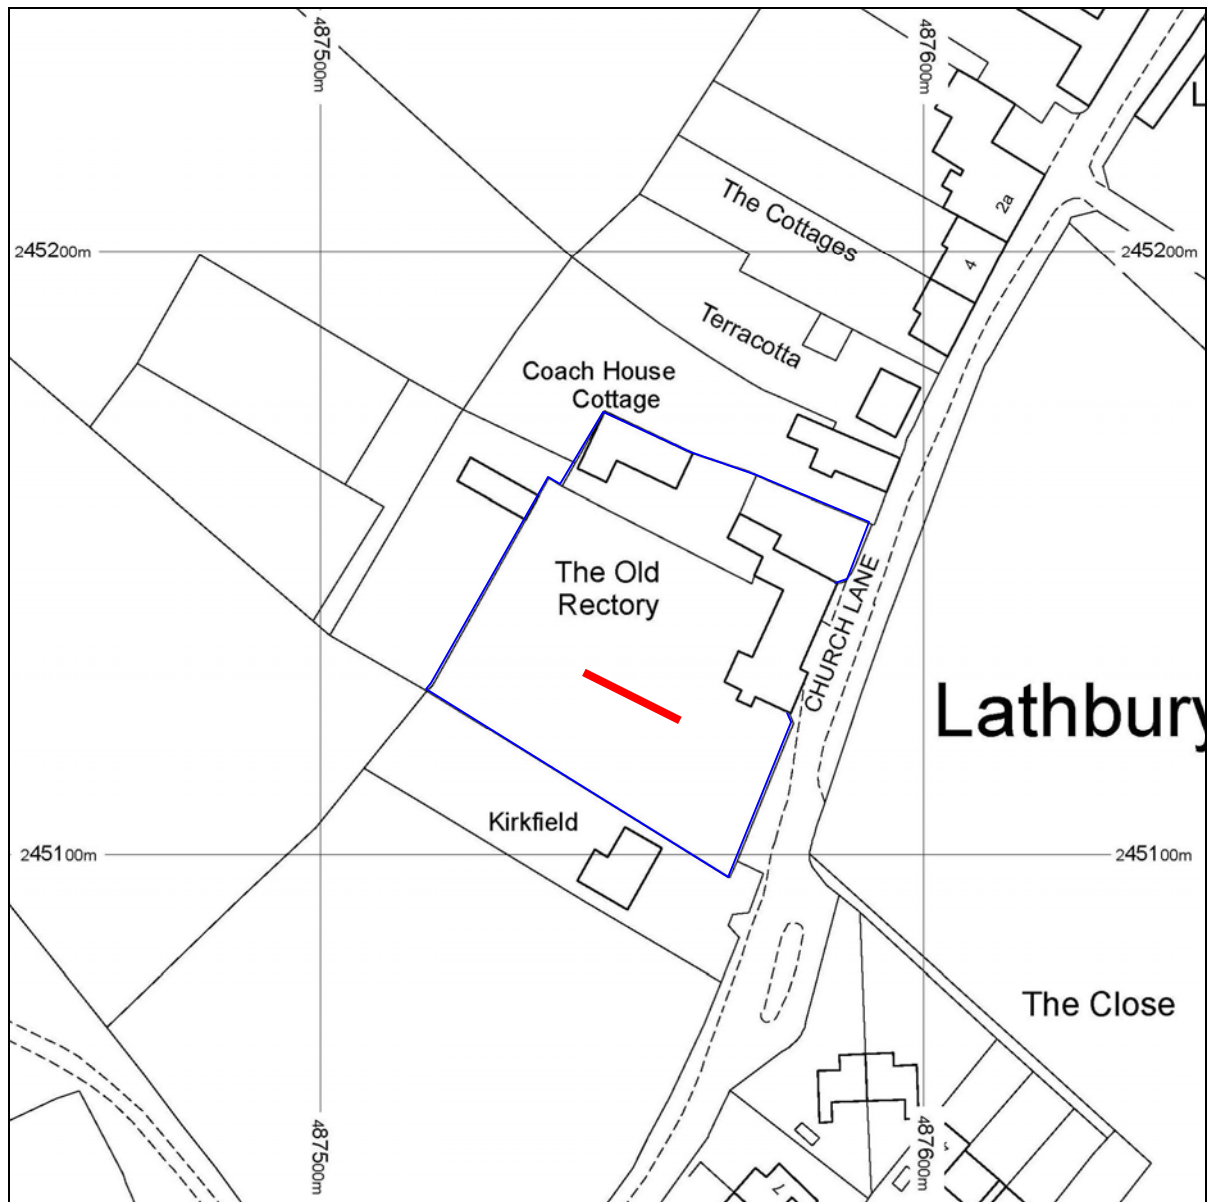 487500m
487600m
L
2a
The Cottages
245200m
245200m
4
Terracotta
Coach House
Cottage
The Old
Rectory
CHURCH LANE
Lathbury
Kirkfield
245100m
245100m
The Close
487500m
487600m
7